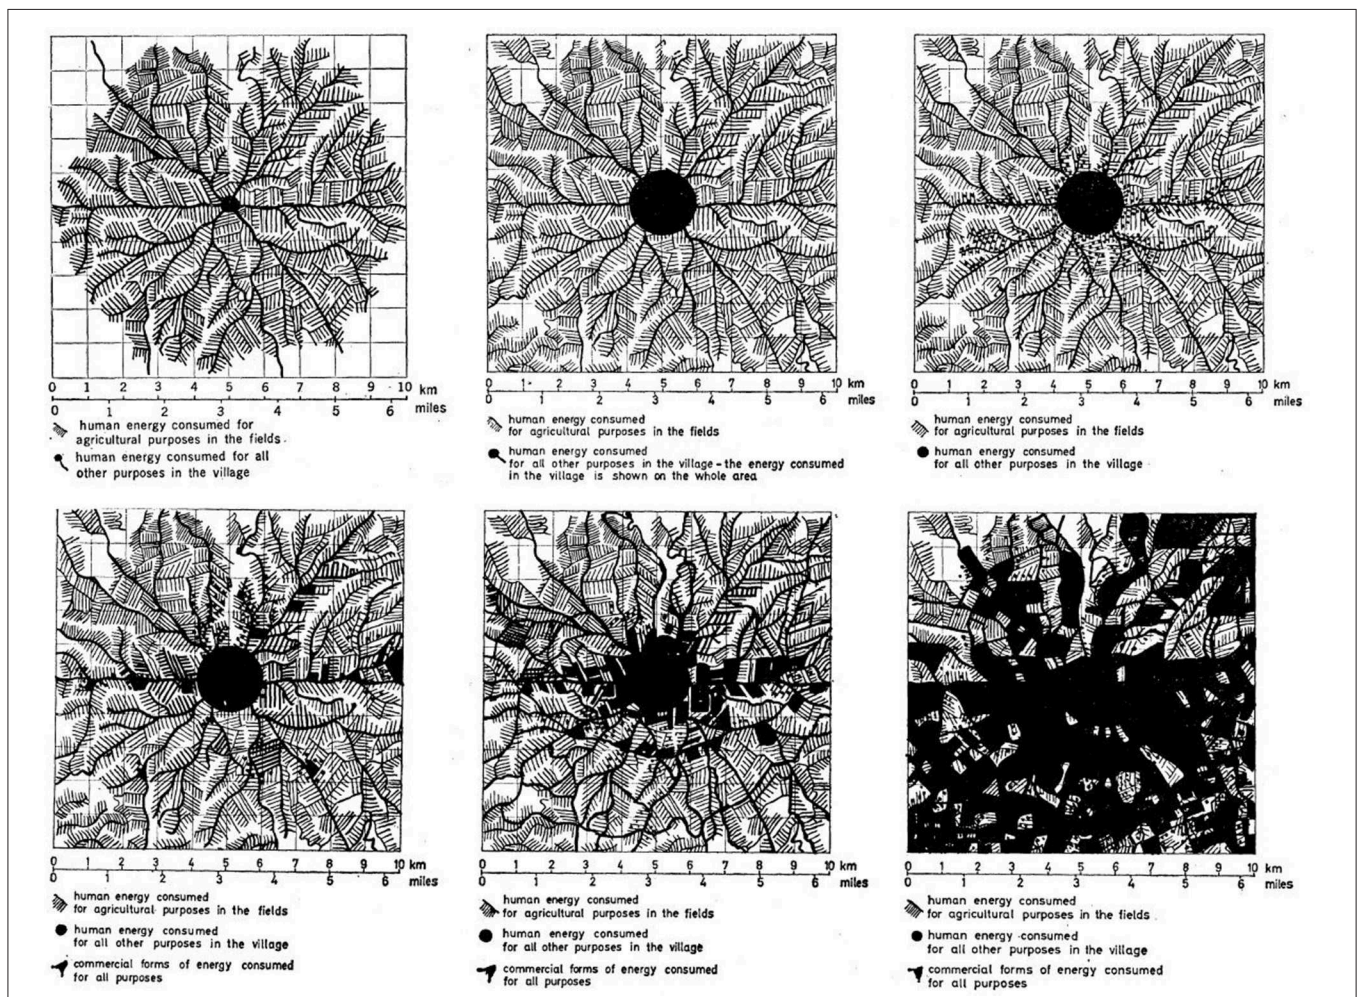 0 1 2 3 4 5 6 7 8 9 10 km
0 1 2 3 4 5 6 miles
human energy consumed for
agricultural purposes in the fields.
human energy consumed for all
other purposes in the village
0 1 2 3 4 5 6 7 8 9 10 km
0 1 2 3 4 5 6 miles
human energy consumed
for agricultural purposes in the fields
human energy consumed
for all other purposes in the village - the energy consumed
in the village is shown on the whole area
0 1 2 3 4 5 6 7 8 9 10 km
0 1 2 3 4 5 6 miles
human energy consumed
for agricultural purposes in the fields
human energy consumed
for all other purposes in the village
0 1 2 3 4 5 6 7 8 9 10 km
0 1 2 3 4 5 6 miles
human energy consumed
for agricultural purposes in the fields
human energy consumed
for all other purposes in the village
commercial forms of energy consumed
for all purposes
0 1 2 3 4 5 6 7 8 9 10 km
0 1 2 3 4 5 6 miles
human energy consumed
for agricultural purposes in the fields
human energy consumed
for all other purposes in the village
commercial forms of energy consumed
for all purposes
0 1 2 3 4 5 6 7 8 9 10 km
0 1 2 3 4 5 6 miles
human energy consumed
for agricultural purposes in the fields
human energy consumed
for all other purposes in the village
commercial forms of energy consumed
for all purposes